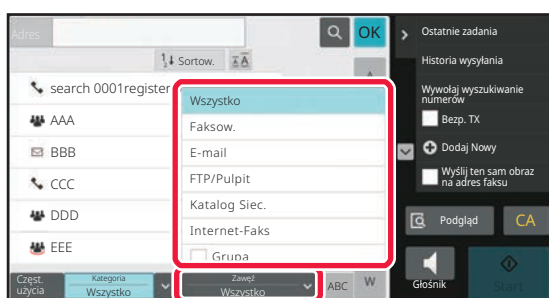 Adres
OK
Sortow.
search 0001register
AAA
BBB
CCC
DDD
EEE
Wszystko
Faksow.
E-mail
FTP/Pulpit
Katalog Siec.
Internet-Faks
Grupa
Częst.
użycia
Kategoria
Wszystko
Zawęź
Wszystko
ABC
W
Ostatnie zadania
Historia wysyłania
Wywołaj wyszukiwanie
numerów
Bezp. TX
Dodaj Nowy
Wyślij ten sam obraz
na adres faksu
Podgląd
CA
Głośnik
Start